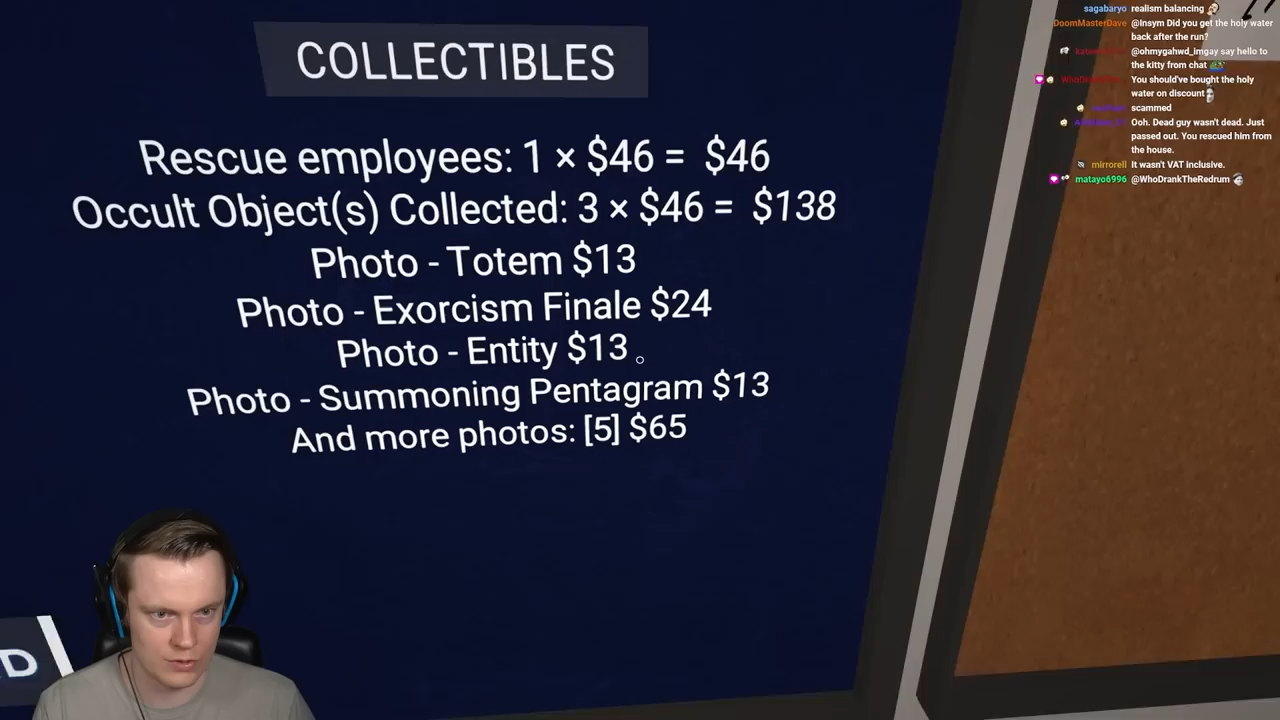 COLLECTIBLES
Rescue employees: 1 × $46 = $46
Occult Object(s) Collected: 3 × $46 = $138
Photo - Totem $13
Photo - Exorcism Finale $24
Photo - Entity $13
Photo - Summoning Pentagram $13
And more photos: [5] $65
D
sagabaryo realism balancing
DoomMasterDave @Insym Did you get the holy
water back after the run?
@ohmygahwd_imgay say hello to
the kitty from chat
You should've bought the holy
water on discount
scammed
Ooh. Dead guy wasn't dead. Just
passed out. You rescued him from
the house.
mirrorell It wasn't VAT inclusive.
matayo6996 @WhoDrankTheRedrum